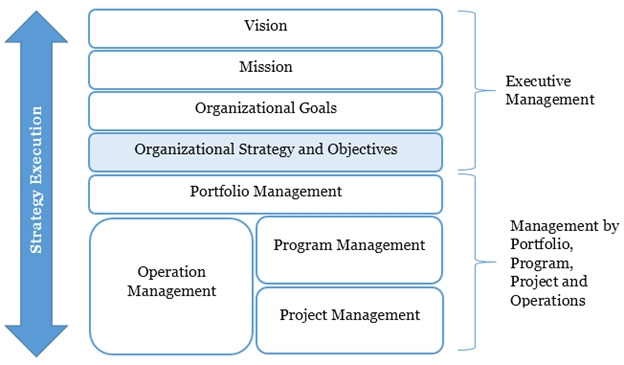 Strategy Execution
Vision
Mission
Organizational Goals
Organizational Strategy and Objectives
Portfolio Management
Operation
Management
Program Management
Project Management
Executive
Management
Management by
Portfolio,
Program,
Project and
Operations